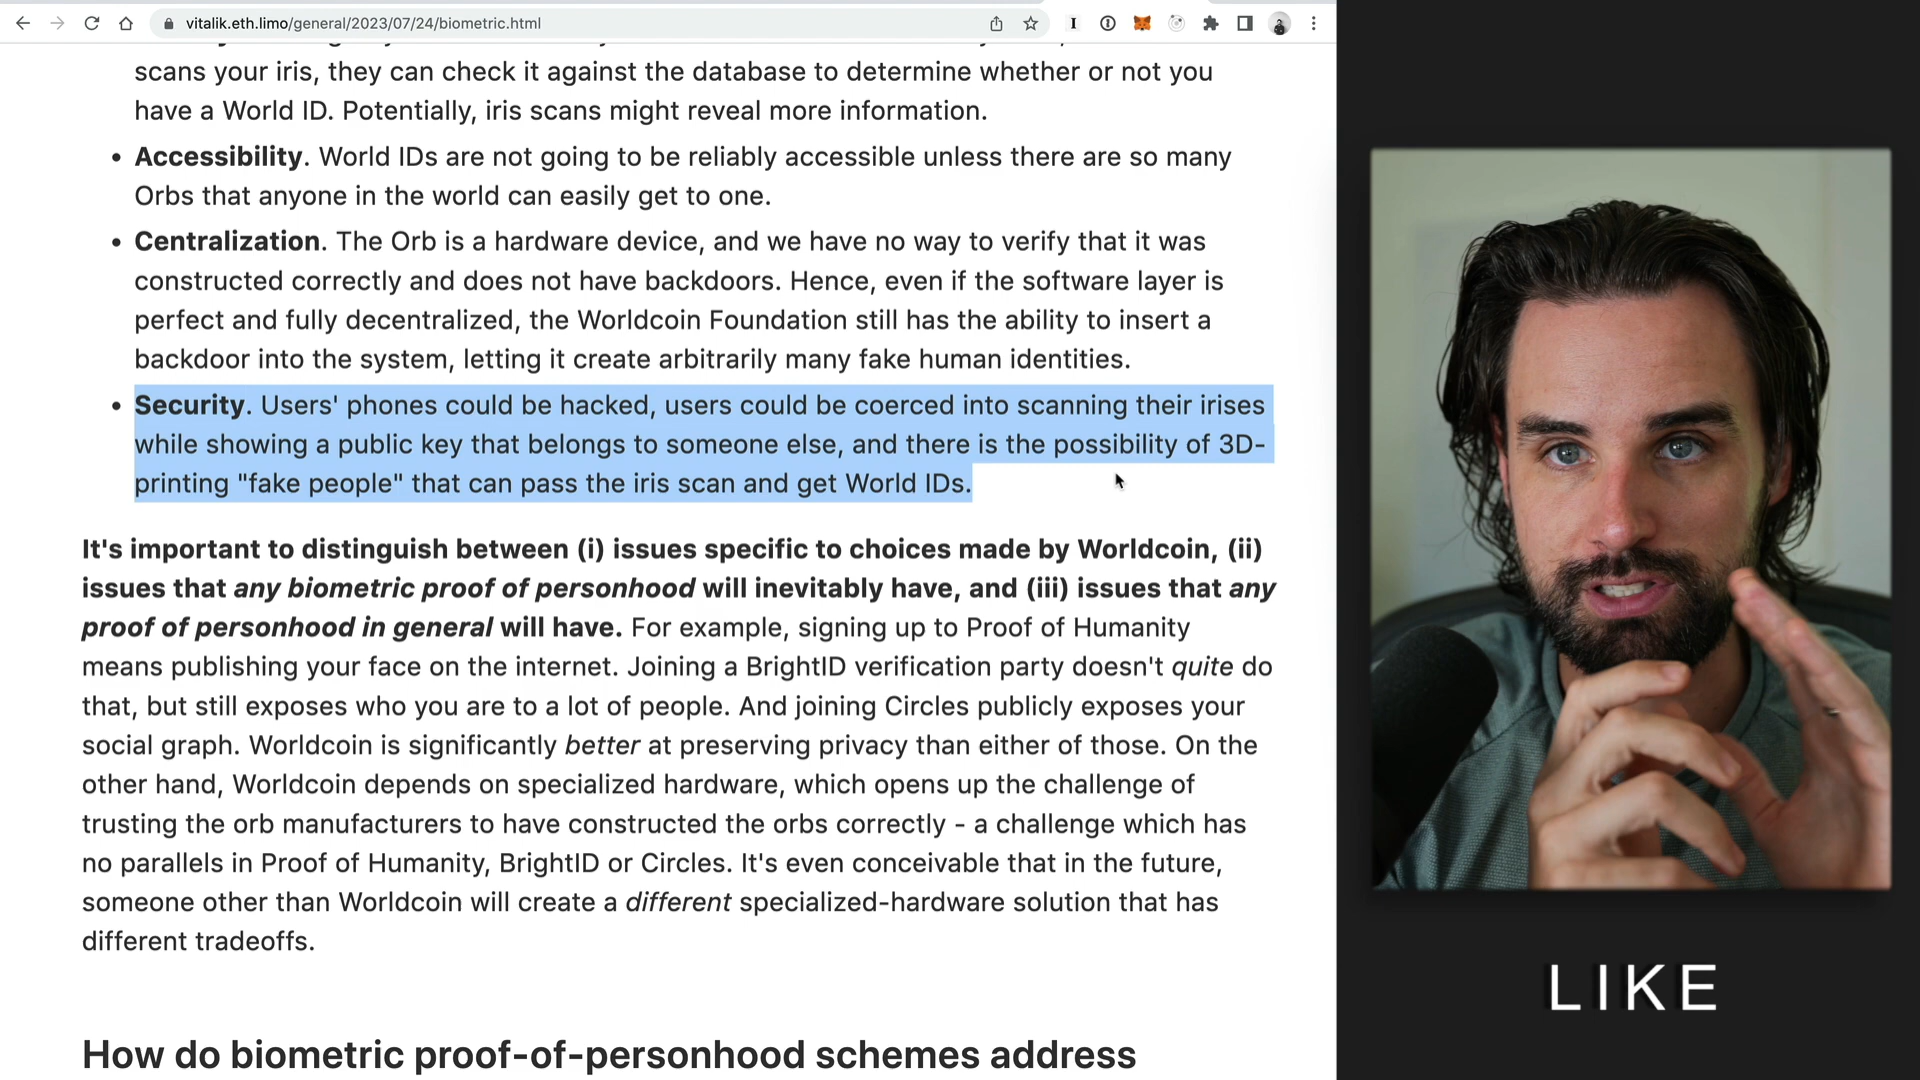 vitalik.eth.limo/general/2023/07/24/biometric.html
scans your iris, they can check it against the database to determine whether or not you
have a World ID. Potentially, iris scans might reveal more information.
• Accessibility. World IDs are not going to be reliably accessible unless there are so many
Orbs that anyone in the world can easily get to one.
• Centralization. The Orb is a hardware device, and we have no way to verify that it was
constructed correctly and does not have backdoors. Hence, even if the software layer is
perfect and fully decentralized, the Worldcoin Foundation still has the ability to insert a
backdoor into the system, letting it create arbitrarily many fake human identities.
• Security. Users' phones could be hacked, users could be coerced into scanning their irises
while showing a public key that belongs to someone else, and there is the possibility of 3D-
printing "fake people" that can pass the iris scan and get World IDs.
It's important to distinguish between (i) issues specific to choices made by Worldcoin, (ii)
issues that any biometric proof of personhood will inevitably have, and (iii) issues that any
proof of personhood in general will have. For example, signing up to Proof of Humanity
means publishing your face on the internet. Joining a BrightID verification party doesn't quite do
that, but still exposes who you are to a lot of people. And joining Circles publicly exposes your
social graph. Worldcoin is significantly better at preserving privacy than either of those. On the
other hand, Worldcoin depends on specialized hardware, which opens up the challenge of
trusting the orb manufacturers to have constructed the orbs correctly - a challenge which has
no parallels in Proof of Humanity, BrightID or Circles. It's even conceivable that in the future,
someone other than Worldcoin will create a different specialized-hardware solution that has
different tradeoffs.
How do biometric proof-of-personhood schemes address
LIKE